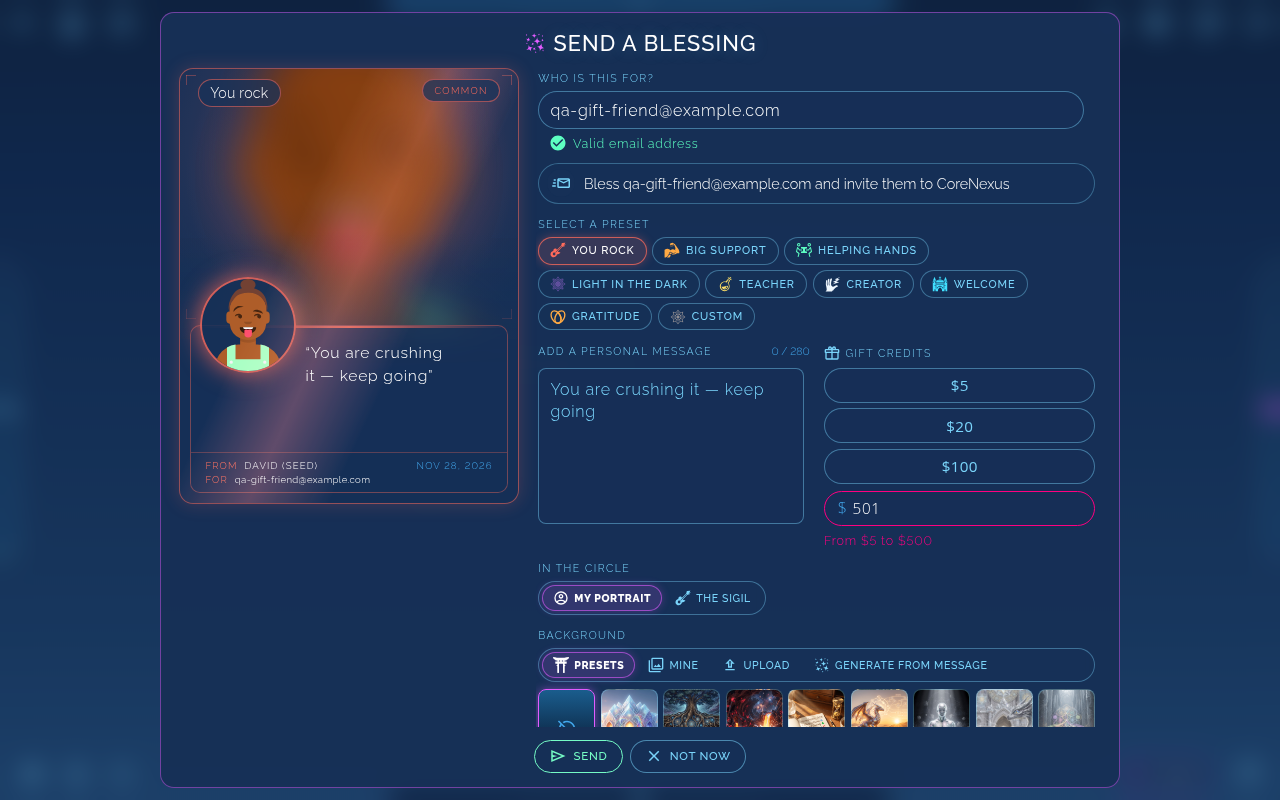 SEND A BLESSING
You rock
COMMON
“You are crushing
it — keep going”
FROM DAVID (SEED)
NOV 28, 2026
FOR qa-gift-friend@example.com
WHO IS THIS FOR?
qa-gift-friend@example.com
Valid email address
Bless qa-gift-friend@example.com and invite them to CoreNexus
SELECT A PRESET
YOU ROCK
BIG SUPPORT
HELPING HANDS
LIGHT IN THE DARK
TEACHER
CREATOR
WELCOME
GRATITUDE
CUSTOM
ADD A PERSONAL MESSAGE
0 / 280
You are crushing it — keep
going
GIFT CREDITS
$5
$20
$100
$ 501
From $5 to $500
IN THE CIRCLE
MY PORTRAIT
THE SIGIL
BACKGROUND
PRESETS
MINE
UPLOAD
GENERATE FROM MESSAGE
SEND
NOT NOW